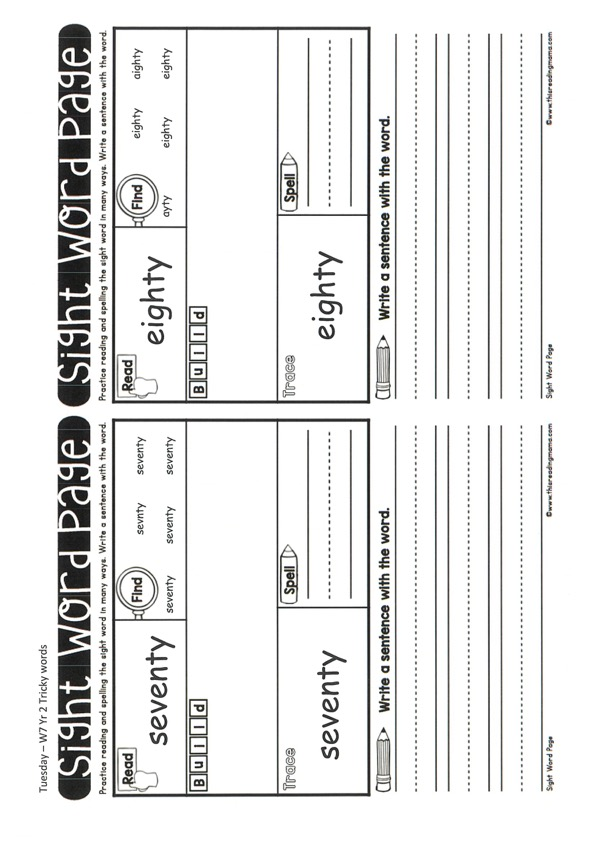 Tuesday – W7 Yr 2 Tricky words
Sight Word Page
Practice reading and spelling the sight word in many ways. Write a sentence with the word.
Read
seventy
Find
sevnty seventy
seventy seventy seventy
Build
Trace
seventy
Spell
Write a sentence with the word.
Sight Word Page ©www.thisreadingmama.com
Sight Word Page
Practice reading and spelling the sight word in many ways. Write a sentence with the word.
Read
eighty
Find
eighty aighty
ayty eighty eighty
Build
Trace
eighty
Spell
Write a sentence with the word.
Sight Word Page ©www.thisreadingmama.com